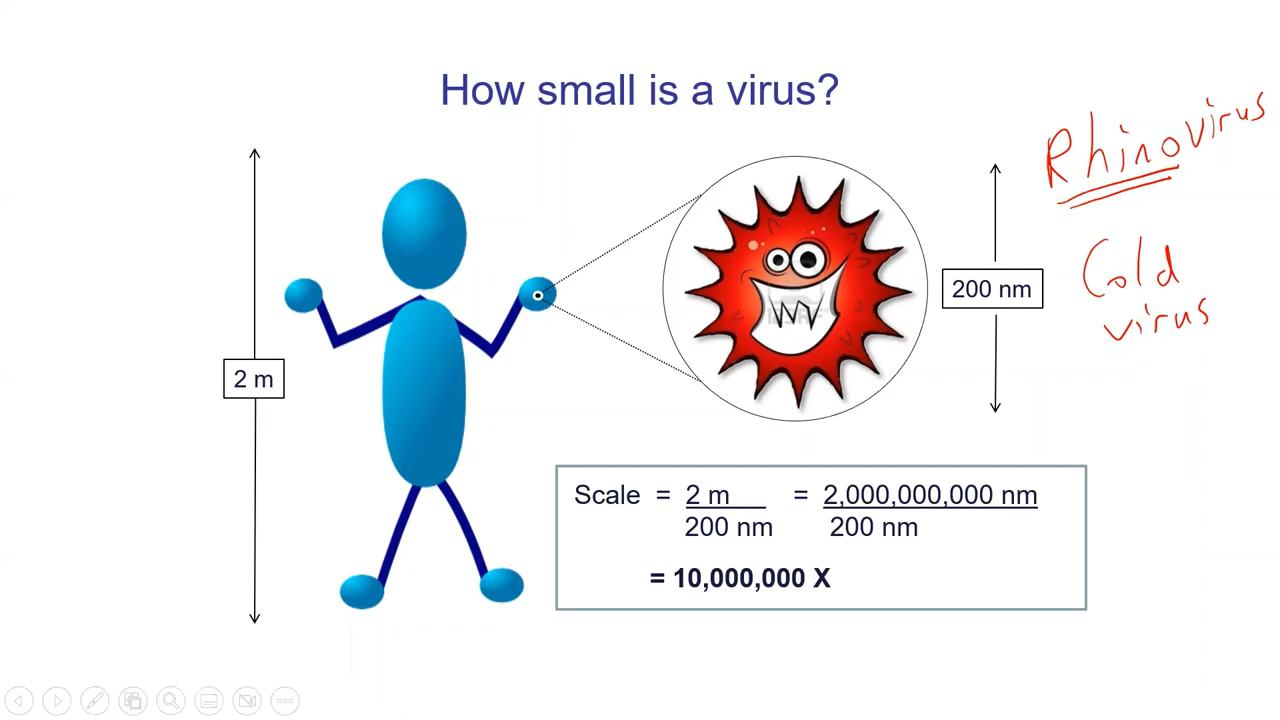 How small is a virus?
Rhinovirus
Cold
virus
2 m
200 nm
Scale = 2 m = 2,000,000,000 nm
200 nm 200 nm
= 10,000,000 X